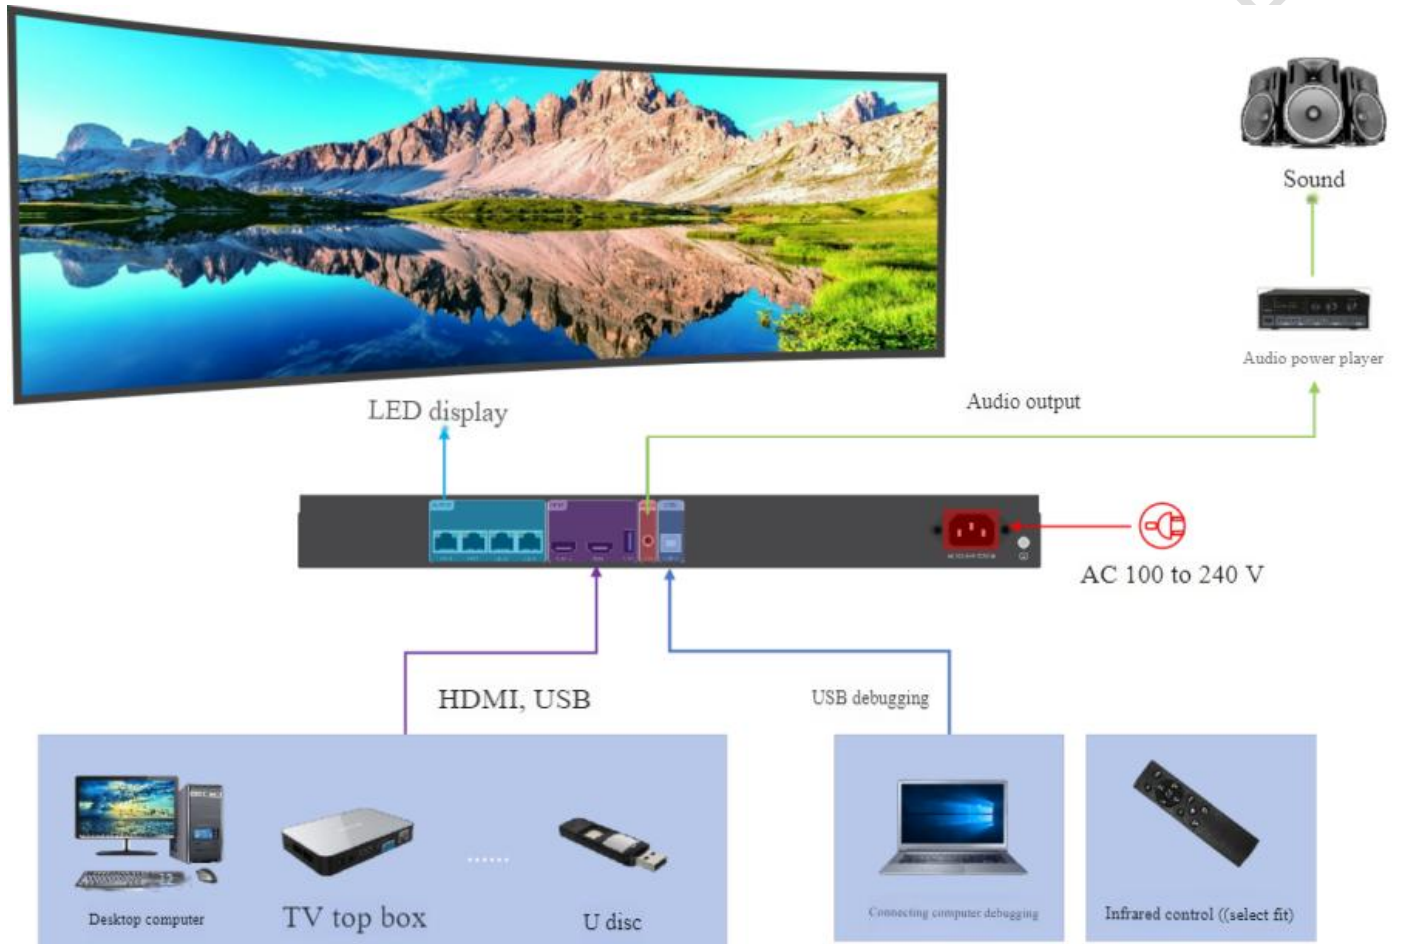 Sound
Audio power player
Audio output
LED display
AC 100 to 240 V
HDMI, USB
USB debugging
Desktop computer
TV top box
......
U disc
Connecting computer debugging
Infrared control ((select fit)